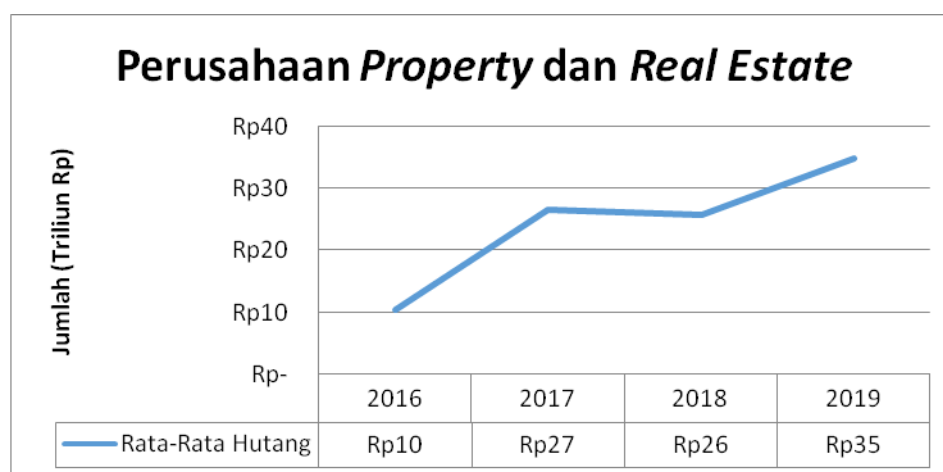 Perusahaan Property dan Real Estate
Jumlah (Triliun Rp)
Rp40
Rp30
Rp20
Rp10
Rp-
2016 2017 2018 2019
Rata-Rata Hutang Rp10 Rp27 Rp26 Rp35